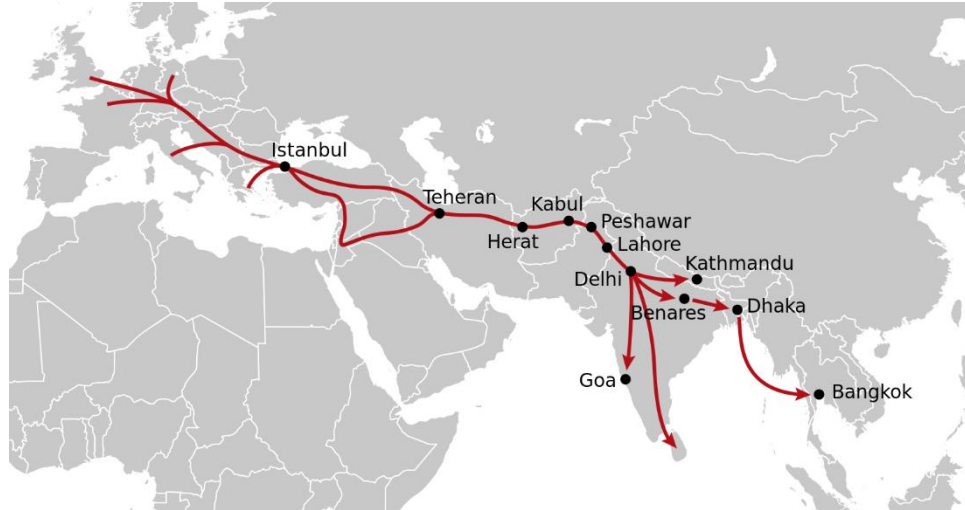 Istanbul
Teheran
Kabul
Peshawar
Herat
Lahore
Kathmandu
Delhi
Benares
Dhaka
Goa
Bangkok